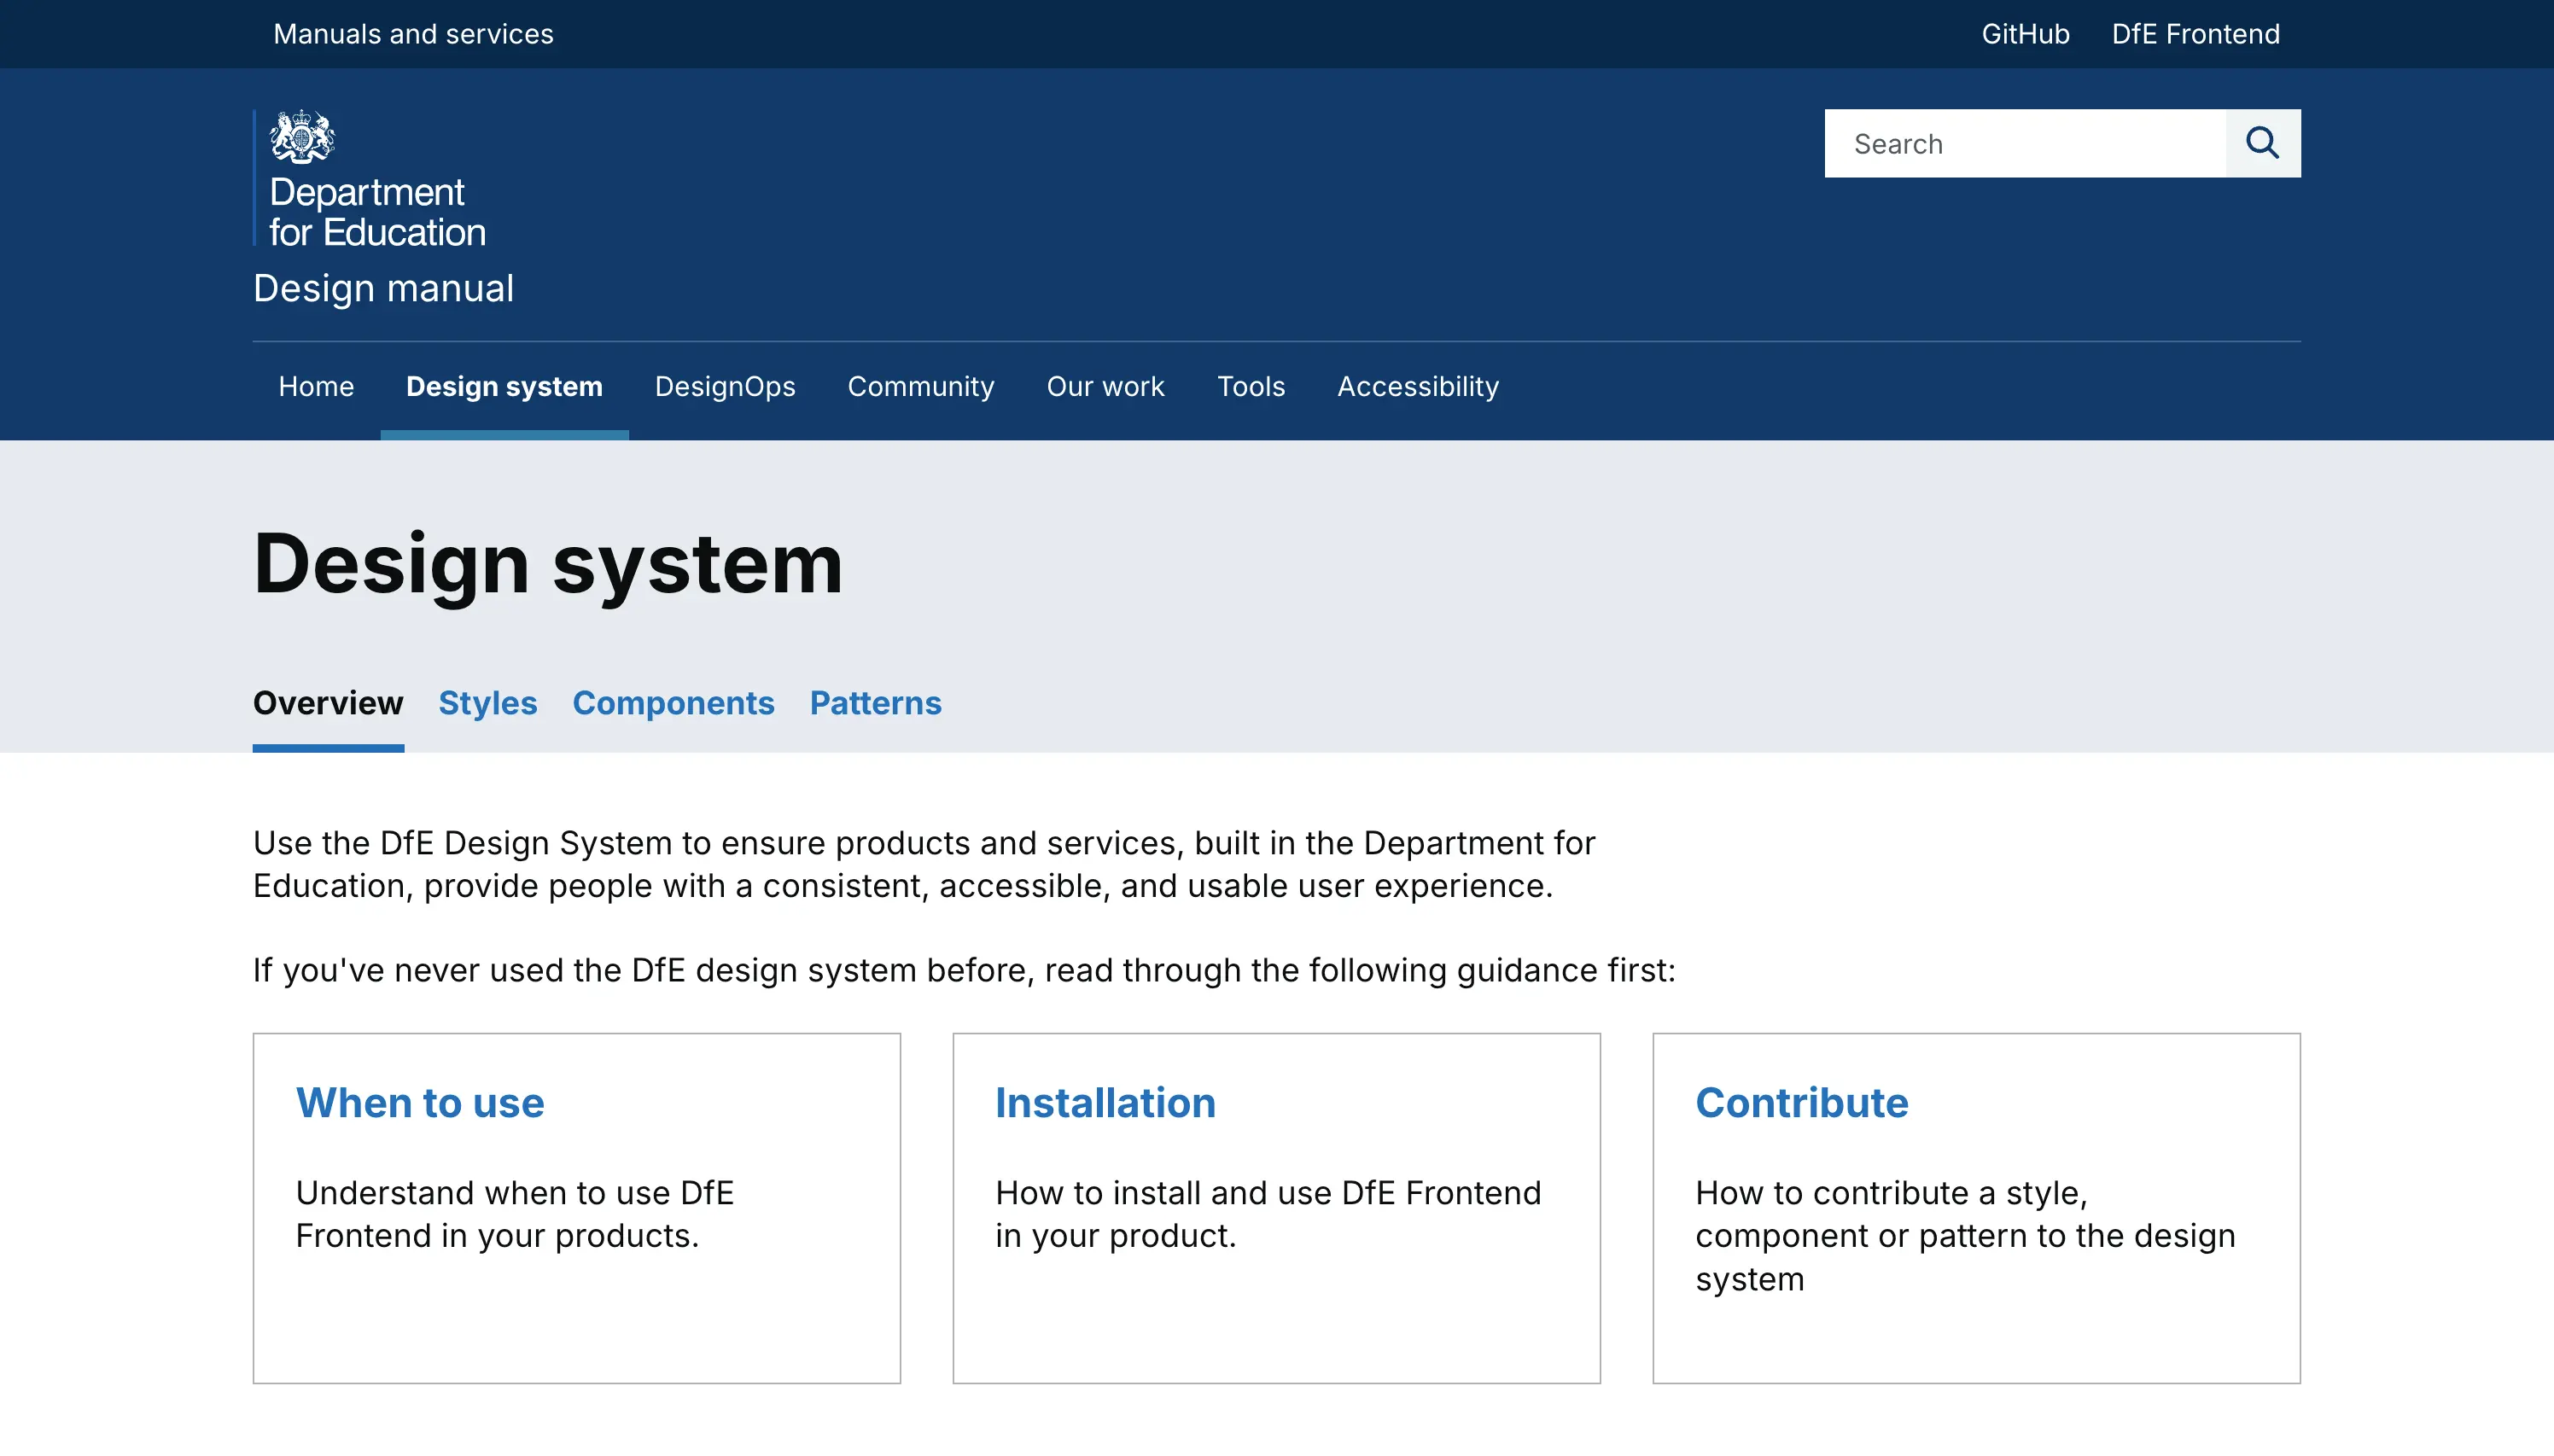 Manuals and services
GitHub
DfE Frontend
Department
for Education
Search
Design manual
Home
Design system
DesignOps
Community
Our work
Tools
Accessibility
Design system
Overview
Styles
Components
Patterns
Use the DfE Design System to ensure products and services, built in the Department for
Education, provide people with a consistent, accessible, and usable user experience.
If you've never used the DfE design system before, read through the following guidance first:
When to use
Understand when to use DfE
Frontend in your products.
Installation
How to install and use DfE Frontend
in your product.
Contribute
How to contribute a style,
component or pattern to the design
system